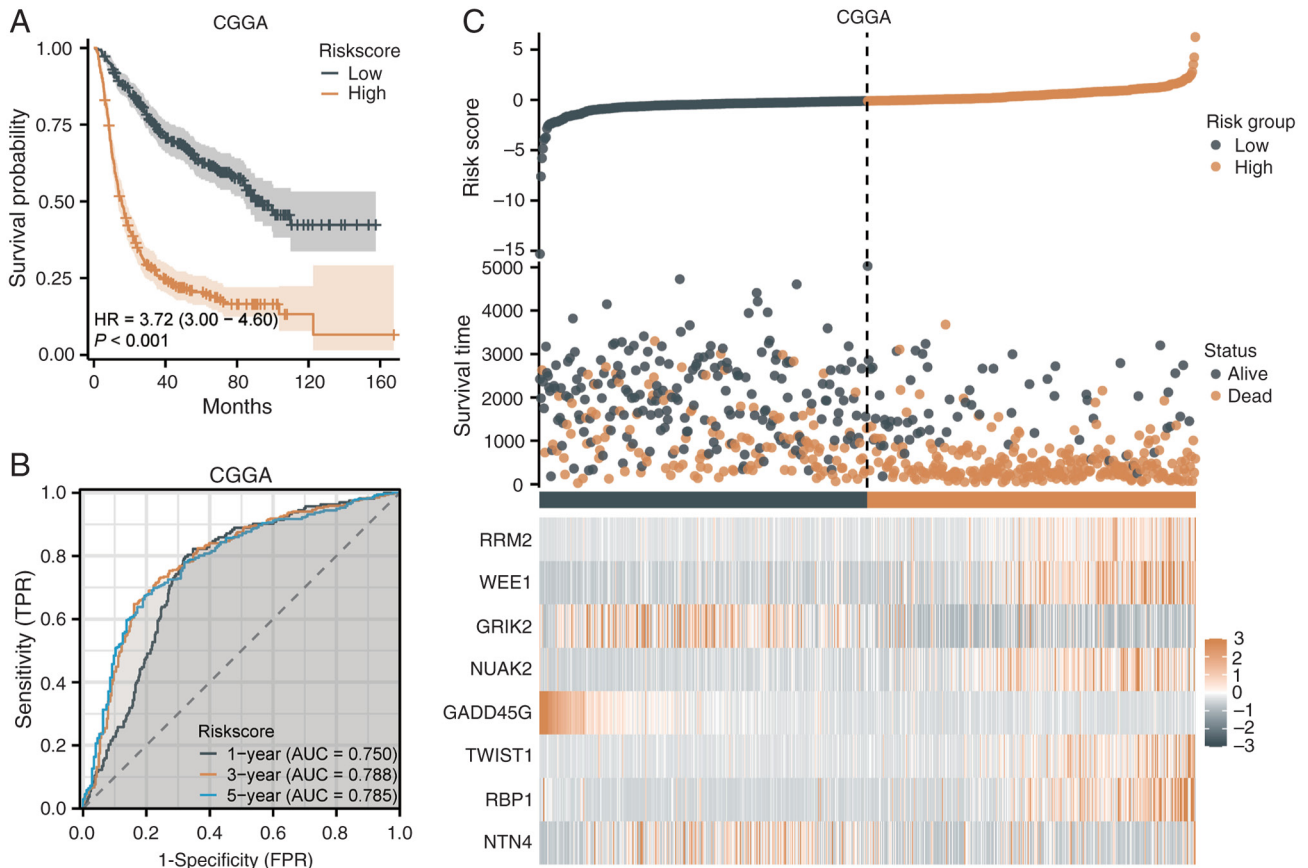 A
CGGA
Riskscore
Low
High
Survival probability
1.00
0.75
0.50
0.25
0.00
HR = 3.72 (3.00 − 4.60)
P < 0.001
0 40 80 120 160
Months
B
CGGA
Sensitivity (TPR)
1.0
0.8
0.6
0.4
0.2
0.0
Riskscore
1−year (AUC = 0.750)
3−year (AUC = 0.788)
5−year (AUC = 0.785)
0.0 0.2 0.4 0.6 0.8 1.0
1-Specificity (FPR)
C
CGGA
Risk score
5
0
−5
−10
−15
Risk group
Low
High
Survival time
5000
4000
3000
2000
1000
0
Status
Alive
Dead
RRM2
WEE1
GRIK2
NUAK2
GADD45G
TWIST1
RBP1
NTN4
3
2
1
0
−1
−2
−3